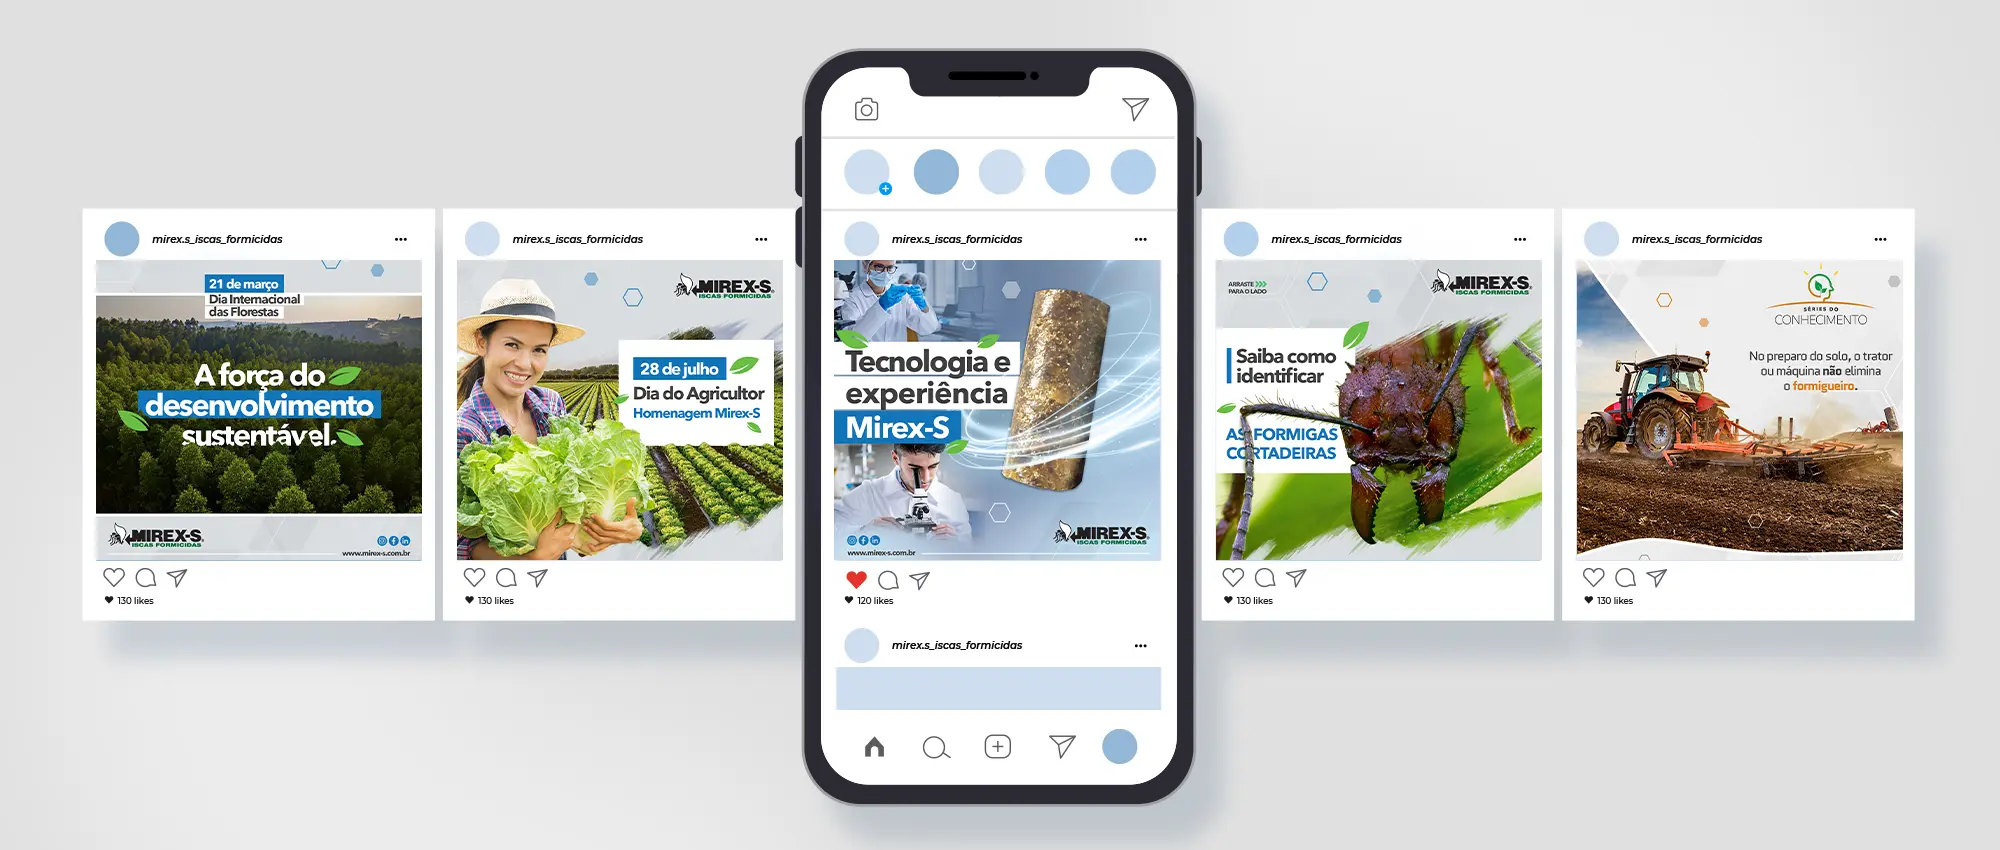 mirex.s_iscas_formicidas
21 de março
Dia Internacional
das Florestas
A força do
desenvolvimento
sustentável.
MIREX-S®
ISCAS FORMICIDAS
www.mirex-s.com.br
130 likes
mirex.s_iscas_formicidas
MIREX-S®
ISCAS FORMICIDAS
28 de julho
Dia do Agricultor
Homenagem Mirex-S
130 likes
mirex.s_iscas_formicidas
Tecnologia e
experiência
Mirex-S
MIREX-S®
ISCAS FORMICIDAS
www.mirex-s.com.br
120 likes
mirex.s_iscas_formicidas
mirex.s_iscas_formicidas
ARRASTE
PARA O LADO
MIREX-S®
ISCAS FORMICIDAS
Saiba como
identificar
AS FORMIGAS
CORTADEIRAS
130 likes
mirex.s_iscas_formicidas
SÉRIES DO
CONHECIMENTO
No preparo do solo, o trator
ou máquina não elimina
o formigueiro.
130 likes